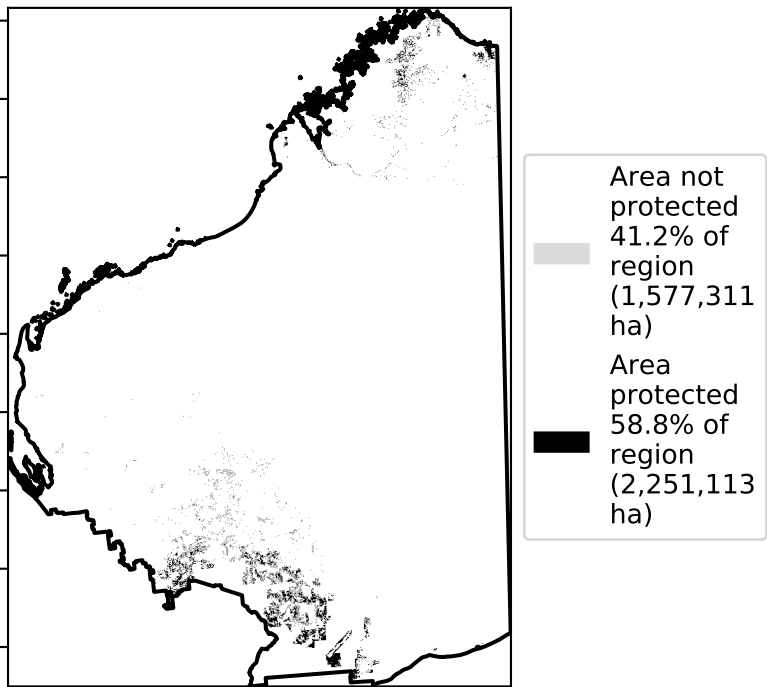 Area not
protected
41.2% of
region
(1,577,311
ha)
Area
protected
58.8% of
region
(2,251,113
ha)